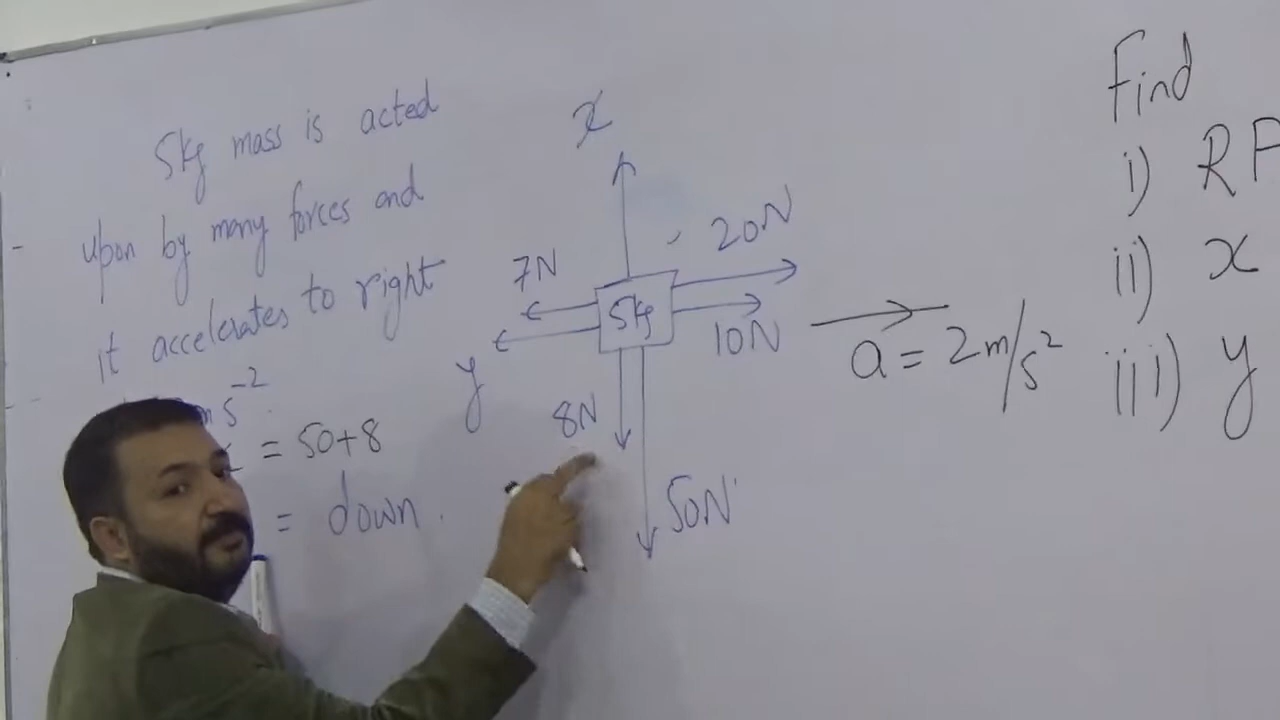 5kg mass is acted
upon by many forces and
it accelerates to right
m s⁻²
= 50+8
= down.
x
20N
7N
5kg
10N
y
8N
50N
a = 2m/s²
Find
i) RF
ii) x
iii) y